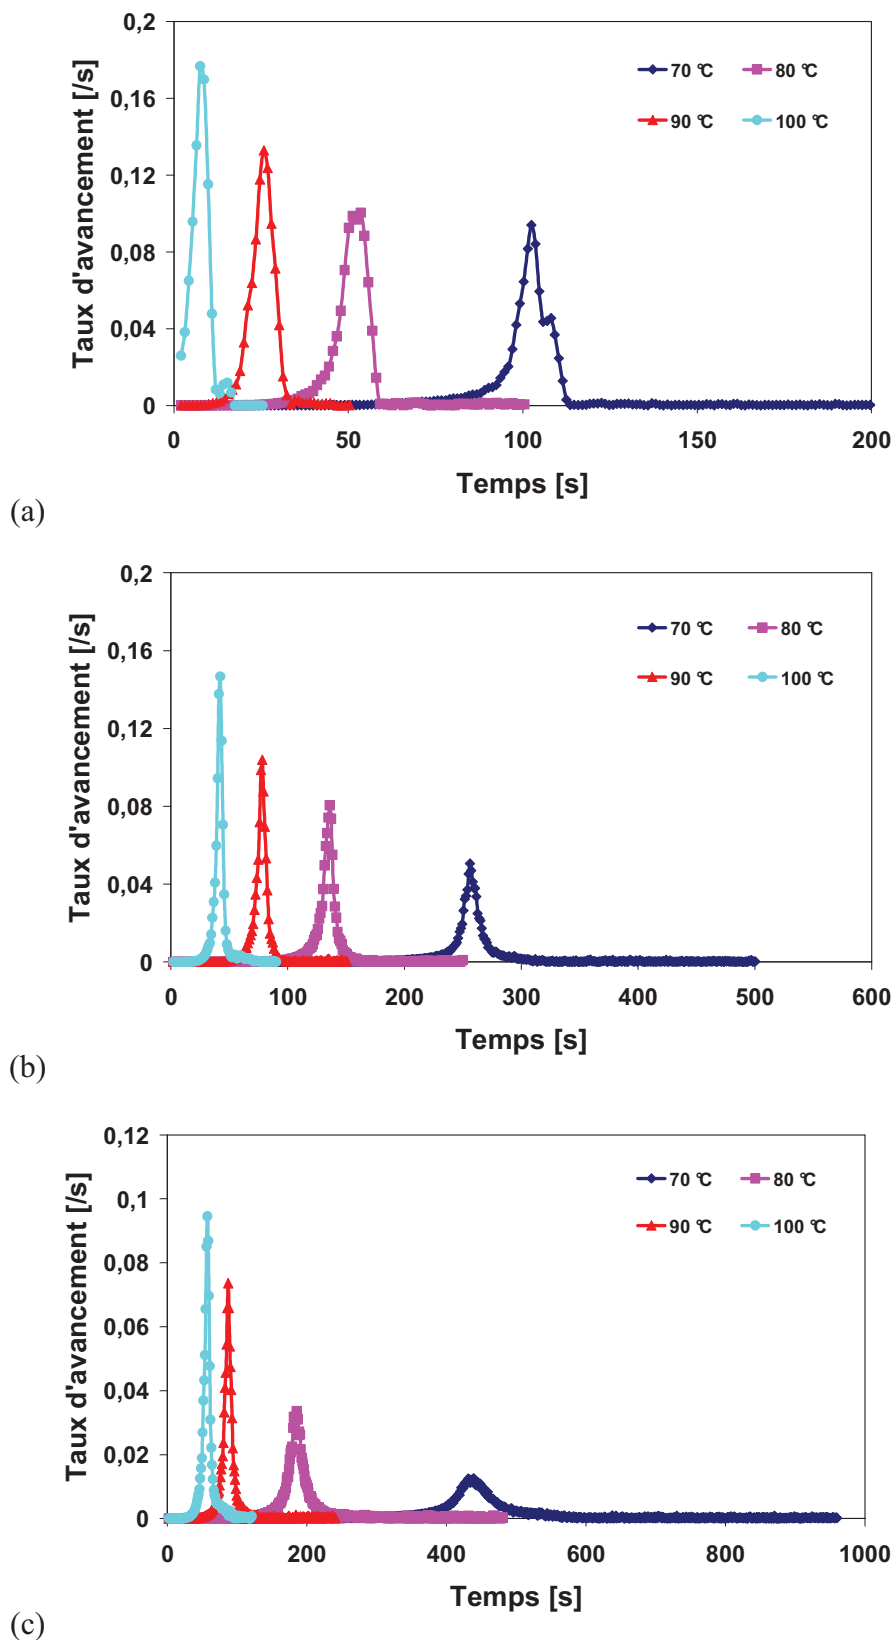 Taux d'avancement [/s]
0,2
0,16
0,12
0,08
0,04
0
70 °C 80 °C
90 °C 100 °C
0 50 100 150 200
Temps [s]
(a)
Taux d'avancement [/s]
0,2
0,16
0,12
0,08
0,04
0
70 °C 80 °C
90 °C 100 °C
0 100 200 300 400 500 600
Temps [s]
(b)
Taux d'avancement [/s]
0,12
0,1
0,08
0,06
0,04
0,02
0
70 °C 80 °C
90 °C 100 °C
0 200 400 600 800 1000
Temps [s]
(c)